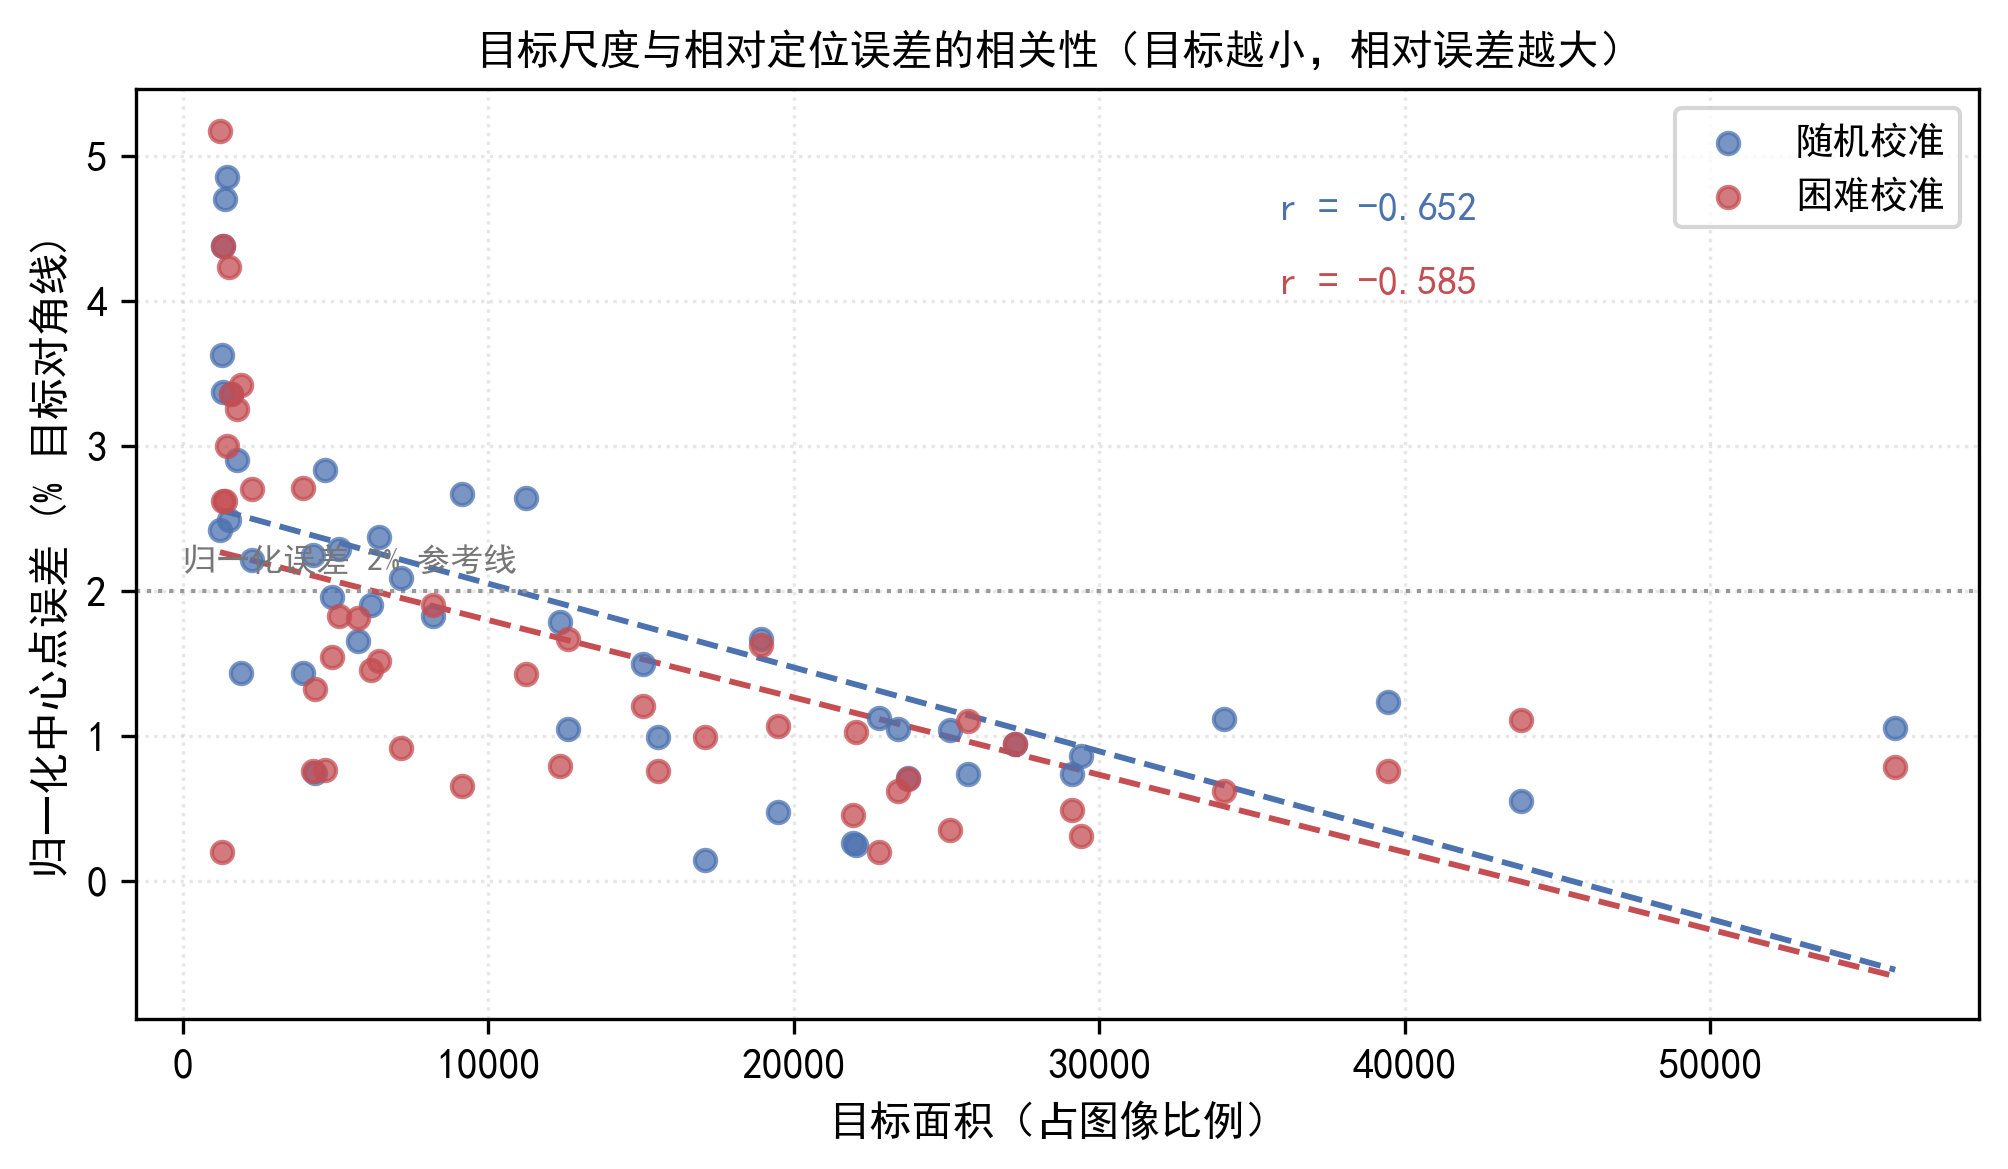 目标尺度与相对定位误差的相关性（目标越小，相对误差越大）
随机校准
困难校准
r = −0.652
r = −0.585
归一化误差 2% 参考线
归一化中心点误差（% 目标对角线）
5
4
3
2
1
0
0
10000
20000
30000
40000
50000
目标面积（占图像比例）